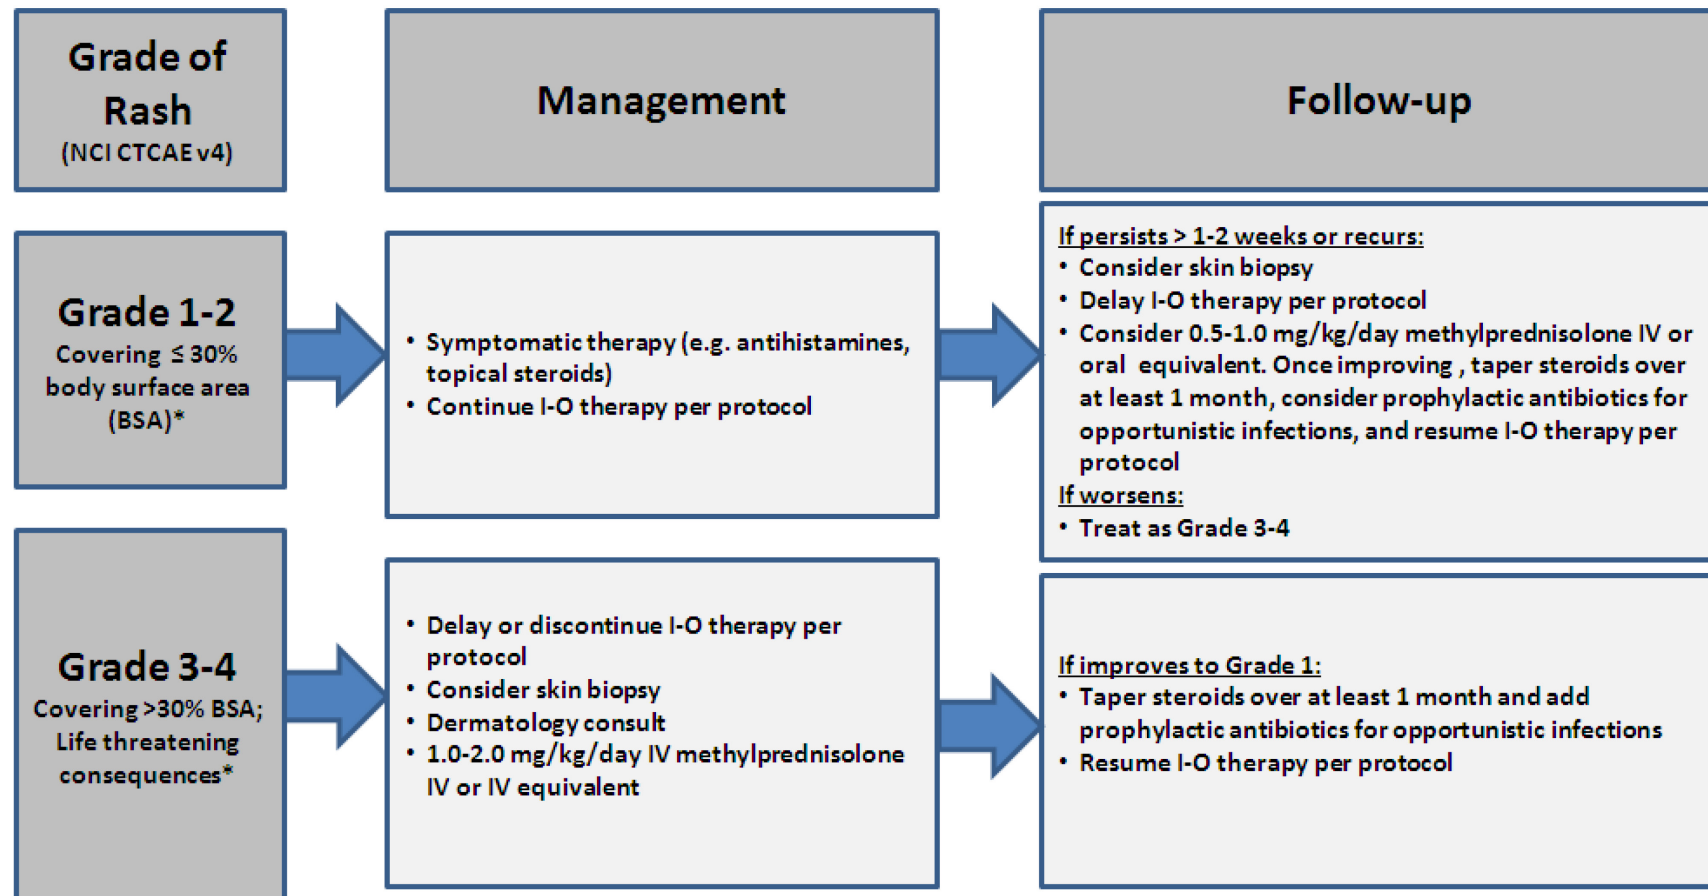 Grade of
Rash
(NCI CTCAE v4)
Management
Follow-up
Grade 1-2
Covering ≤ 30%
body surface area
(BSA)*
• Symptomatic therapy (e.g. antihistamines,
topical steroids)
• Continue I-O therapy per protocol
If persists > 1-2 weeks or recurs:
• Consider skin biopsy
• Delay I-O therapy per protocol
• Consider 0.5-1.0 mg/kg/day methylprednisolone IV or
oral equivalent. Once improving , taper steroids over
at least 1 month, consider prophylactic antibiotics for
opportunistic infections, and resume I-O therapy per
protocol
If worsens:
• Treat as Grade 3-4
Grade 3-4
Covering >30% BSA;
Life threatening
consequences*
• Delay or discontinue I-O therapy per
protocol
• Consider skin biopsy
• Dermatology consult
• 1.0-2.0 mg/kg/day IV methylprednisolone
IV or IV equivalent
If improves to Grade 1:
• Taper steroids over at least 1 month and add
prophylactic antibiotics for opportunistic infections
• Resume I-O therapy per protocol